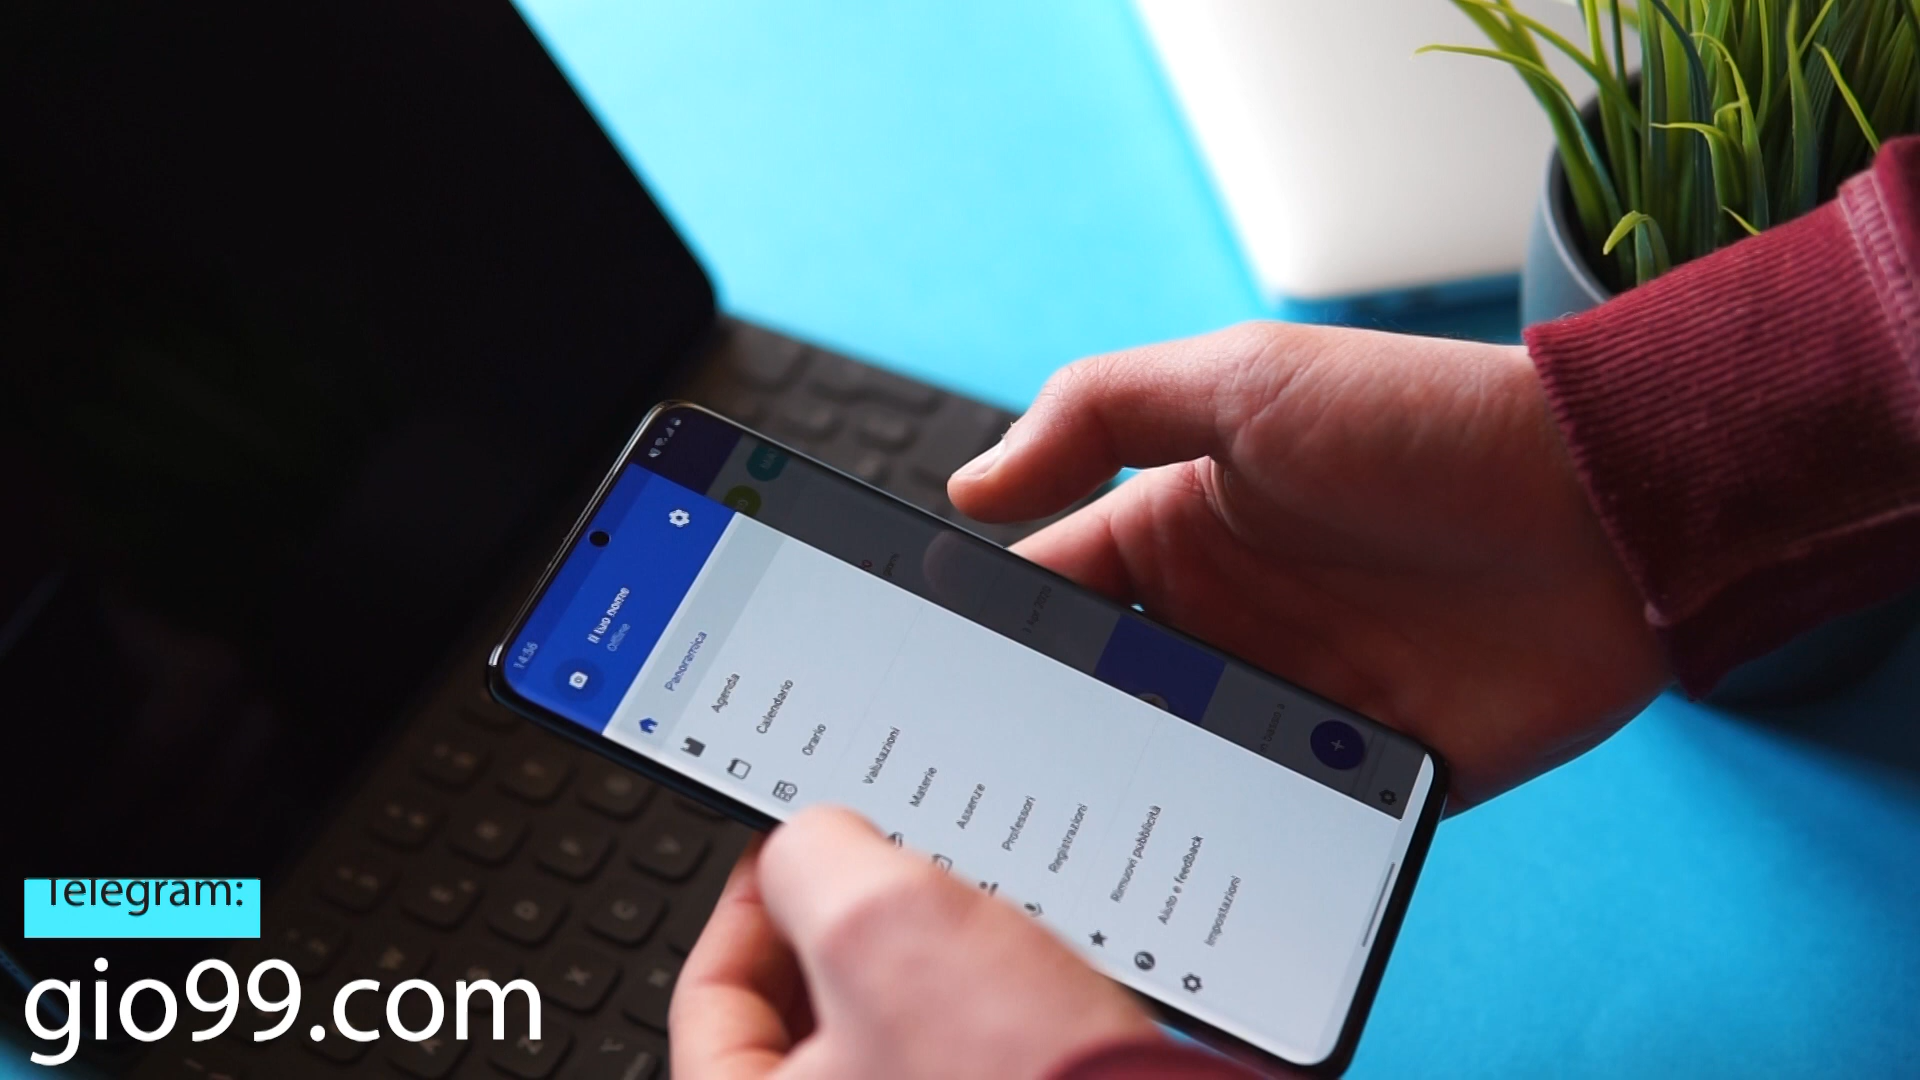 14:56
Il tuo nome
Offline
Panoramica
Agenda
Calendario
Orario
Valutazioni
Materie
Assenze
Professori
Registrazioni
Rimuovi pubblicità
Aiuto e feedback
Impostazioni
Telegram:
gio99.com